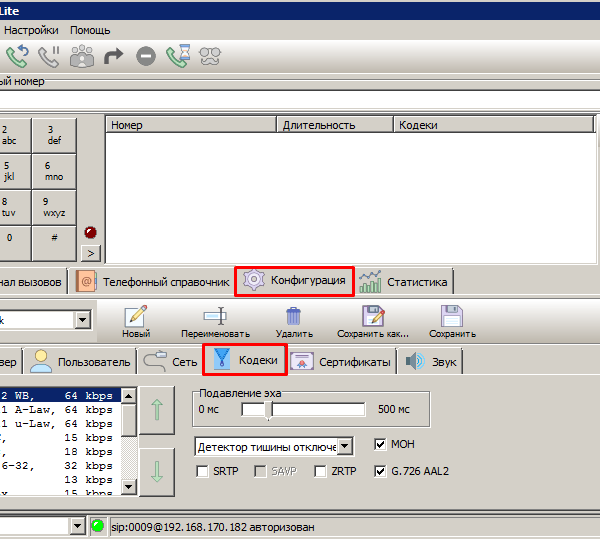 Lite
Настройки Помощь
ый номер
2 abc 3 def
Номер Длительность Кодеки
5 jkl 6 mno
8 tuv 9 wxyz
0 #
>
нал вызовов Телефонный справочник Конфигурация Статистика
k Новый Переименовать Удалить Сохранить как... Сохранить
вер Пользователь Сеть Кодеки Сертификаты Звук
2 WB, 64 kbps
1 A-Law, 64 kbps
1 u-Law, 64 kbps
15 kbps
18 kbps
6-32, 32 kbps
13 kbps
15 kbps
Подавление эха
0 мс 500 мс
Детектор тишины отключе
MOH
SRTP SAVP ZRTP G.726 AAL2
sip:0009@192.168.170.182 авторизован